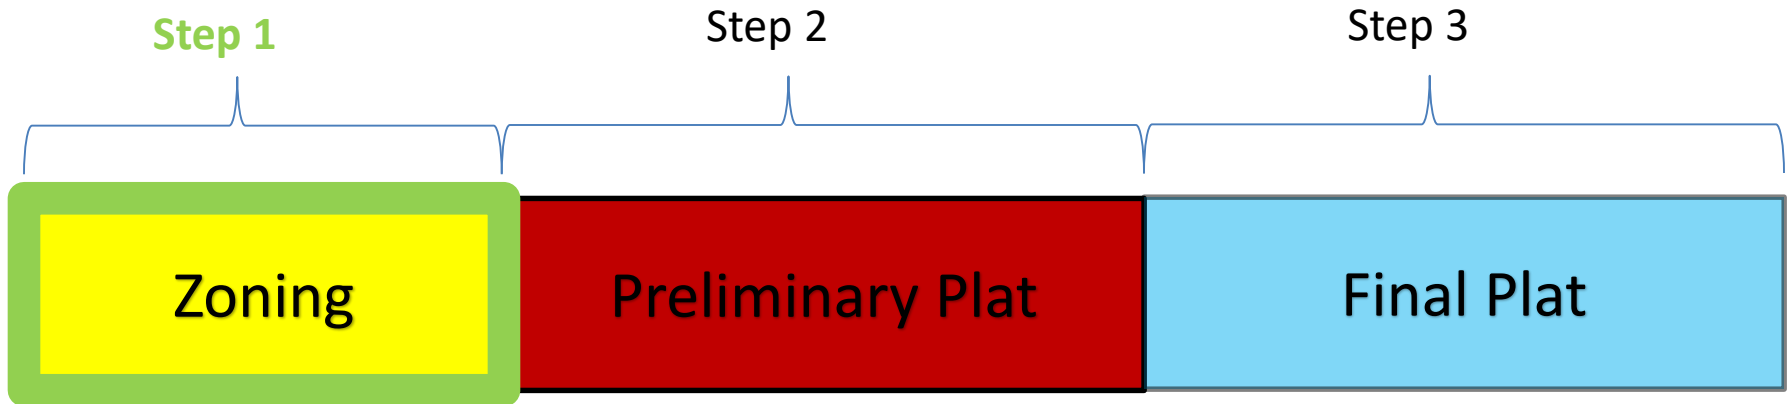 Step 1
Step 2
Step 3
Zoning
Preliminary Plat
Final Plat